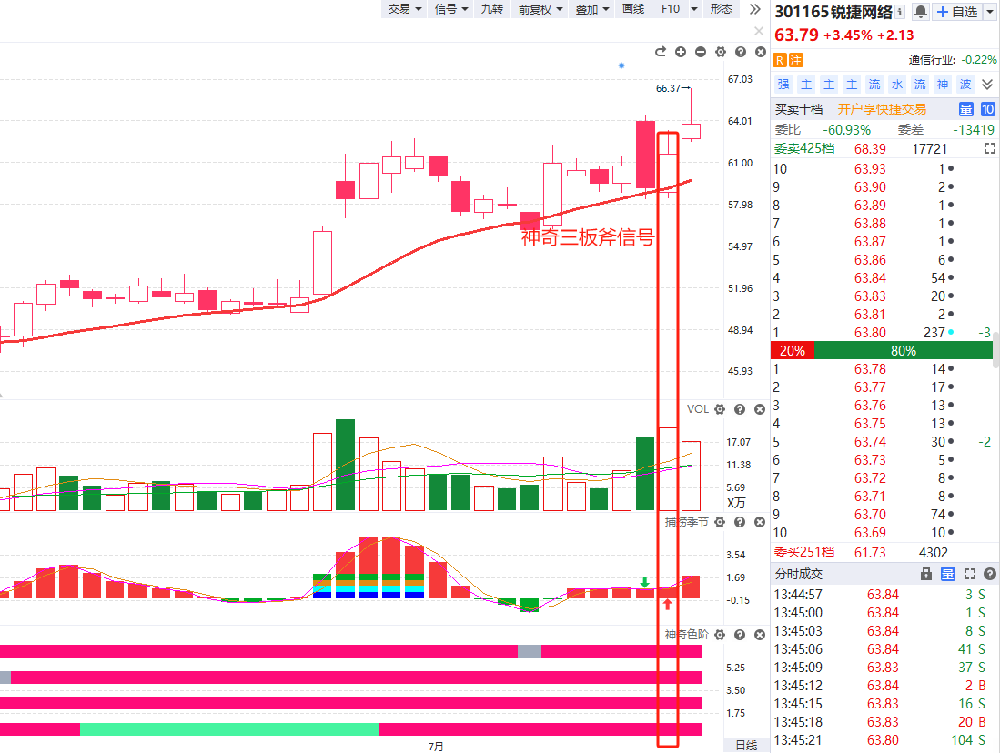 交易 信号 九转 前复权 叠加 画线 F10 形态
66.37→
67.03
64.01
61.00
57.98
54.97
51.96
48.94
45.93
神奇三板斧信号
VOL
17.07
11.38
5.69
X万
捕捞季节
3.54
1.69
-0.15
神奇色阶
5.25
3.50
1.75
7月
日线
301165锐捷网络 自选
63.79 +3.45% +2.13
R 注 通信行业: -0.22%
强 主 主 主 流 水 流 神 波
买卖十档 开户享快捷交易 量 10
委比 -60.93% 委差 -13419
委卖425档 68.39 17721
10 63.93 1
9 63.90 2
8 63.89 1
7 63.88 1
6 63.87 1
5 63.86 6
4 63.84 54
3 63.83 20
2 63.81 2
1 63.80 237 -3
20% 80%
1 63.78 14
2 63.77 17
3 63.76 13
4 63.75 13
5 63.74 30 -2
6 63.73 5
7 63.72 8
8 63.71 8
9 63.70 74
10 63.69 10
委买251档 61.73 4302
分时成交 量
13:44:57 63.84 3 S
13:45:00 63.84 1 S
13:45:03 63.84 8 S
13:45:06 63.84 41 S
13:45:09 63.83 37 S
13:45:12 63.84 2 B
13:45:15 63.83 16 S
13:45:18 63.83 20 B
13:45:21 63.80 104 S